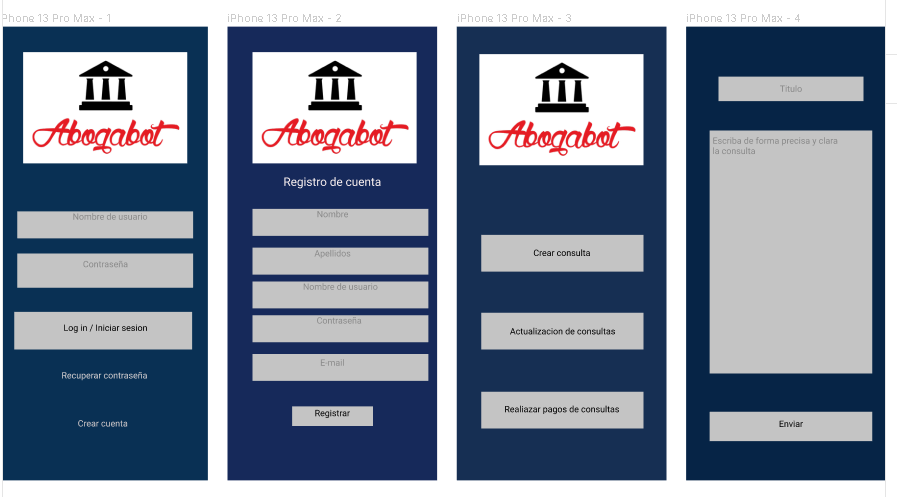 iPhone 13 Pro Max - 1
Abogabot
Nombre de usuario
Contraseña
Log in / Iniciar sesion
Recuperar contraseña
Crear cuenta
iPhone 13 Pro Max - 2
Abogabot
Registro de cuenta
Nombre
Apellidos
Nombre de usuario
Contraseña
E-mail
Registrar
iPhone 13 Pro Max - 3
Abogabot
Crear consulta
Actualizacion de consultas
Realiazar pagos de consultas
iPhone 13 Pro Max - 4
Título
Escriba de forma precisa y clara
la consulta
Enviar